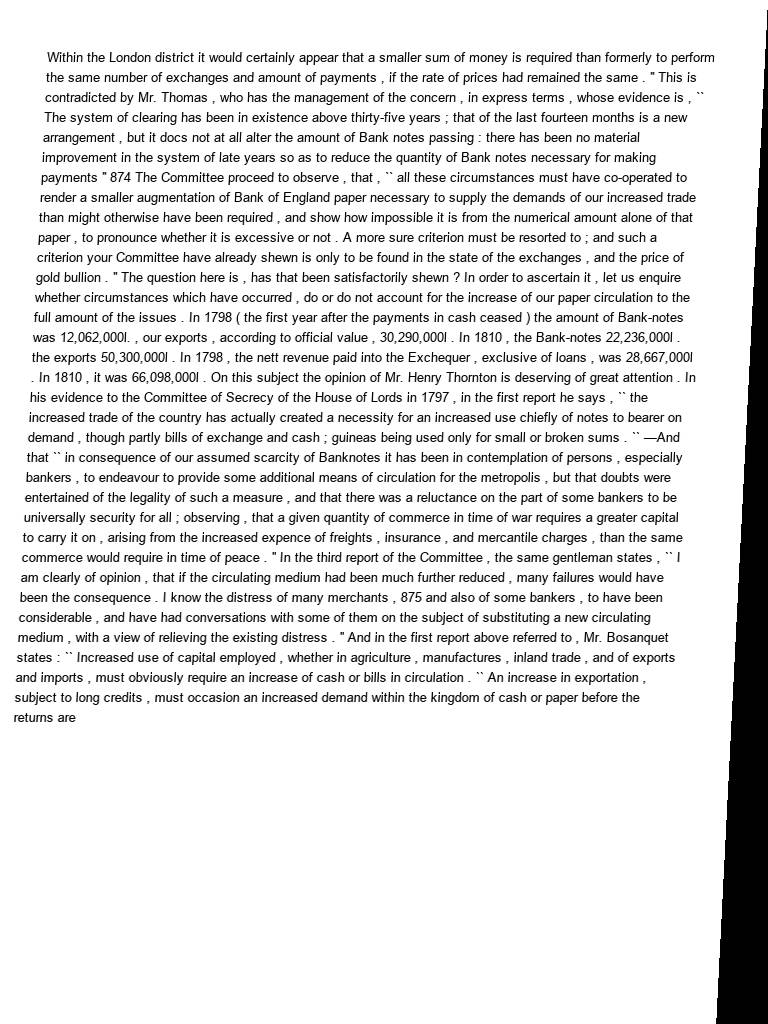 Within the London district it would certainly appear that a smaller sum of money is required than formerly to perform
the same number of exchanges and amount of payments , if the rate of prices had remained the same . " This is
contradicted by Mr. Thomas , who has the management of the concern , in express terms , whose evidence is , ``
The system of clearing has been in existence above thirty-five years ; that of the last fourteen months is a new
arrangement , but it docs not at all alter the amount of Bank notes passing : there has been no material
improvement in the system of late years so as to reduce the quantity of Bank notes necessary for making
payments " 874 The Committee proceed to observe , that , `` all these circumstances must have co-operated to
render a smaller augmentation of Bank of England paper necessary to supply the demands of our increased trade
than might otherwise have been required , and show how impossible it is from the numerical amount alone of that
paper , to pronounce whether it is excessive or not . A more sure criterion must be resorted to ; and such a
criterion your Committee have already shewn is only to be found in the state of the exchanges , and the price of
gold bullion . " The question here is , has that been satisfactorily shewn ? In order to ascertain it , let us enquire
whether circumstances which have occurred , do or do not account for the increase of our paper circulation to the
full amount of the issues . In 1798 ( the first year after the payments in cash ceased ) the amount of Bank-notes
was 12,062,000l. , our exports , according to official value , 30,290,000l . In 1810 , the Bank-notes 22,236,000l .
the exports 50,300,000l . In 1798 , the nett revenue paid into the Exchequer , exclusive of loans , was 28,667,000l
. In 1810 , it was 66,098,000l . On this subject the opinion of Mr. Henry Thornton is deserving of great attention . In
his evidence to the Committee of Secrecy of the House of Lords in 1797 , in the first report he says , `` the
increased trade of the country has actually created a necessity for an increased use chiefly of notes to bearer on
demand , though partly bills of exchange and cash ; guineas being used only for small or broken sums . `` —And
that `` in consequence of our assumed scarcity of Banknotes it has been in contemplation of persons , especially
bankers , to endeavour to provide some additional means of circulation for the metropolis , but that doubts were
entertained of the legality of such a measure , and that there was a reluctance on the part of some bankers to be
universally security for all ; observing , that a given quantity of commerce in time of war requires a greater capital
to carry it on , arising from the increased expence of freights , insurance , and mercantile charges , than the same
commerce would require in time of peace . " In the third report of the Committee , the same gentleman states , `` I
am clearly of opinion , that if the circulating medium had been much further reduced , many failures would have
been the consequence . I know the distress of many merchants , 875 and also of some bankers , to have been
considerable , and have had conversations with some of them on the subject of substituting a new circulating
medium , with a view of relieving the existing distress . " And in the first report above referred to , Mr. Bosanquet
states : `` Increased use of capital employed , whether in agriculture , manufactures , inland trade , and of exports
and imports , must obviously require an increase of cash or bills in circulation . `` An increase in exportation ,
subject to long credits , must occasion an increased demand within the kingdom of cash or paper before the
returns are